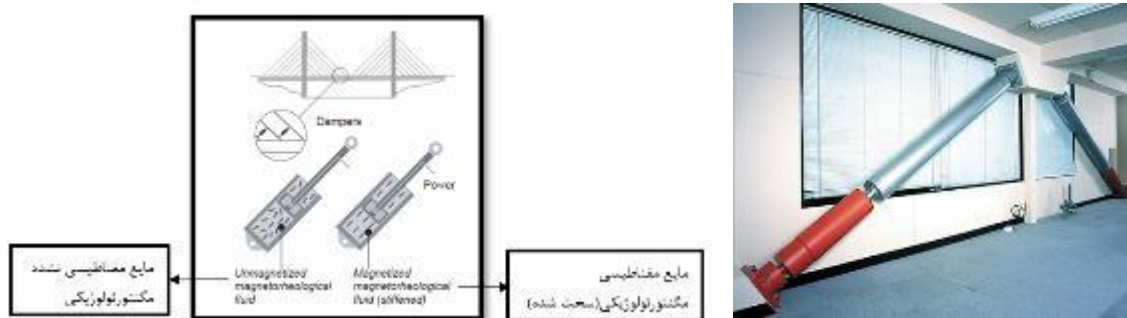 Dampers
Power
Unmagnetized
magnetorheological
fluid
Magnetized
magnetorheological
fluid (stiffened)
مایع مغناطیسی نشده
مگنتورئولوژیکی
مایع مغناطیسی
مگنتورئولوژیکی(سخت شده)